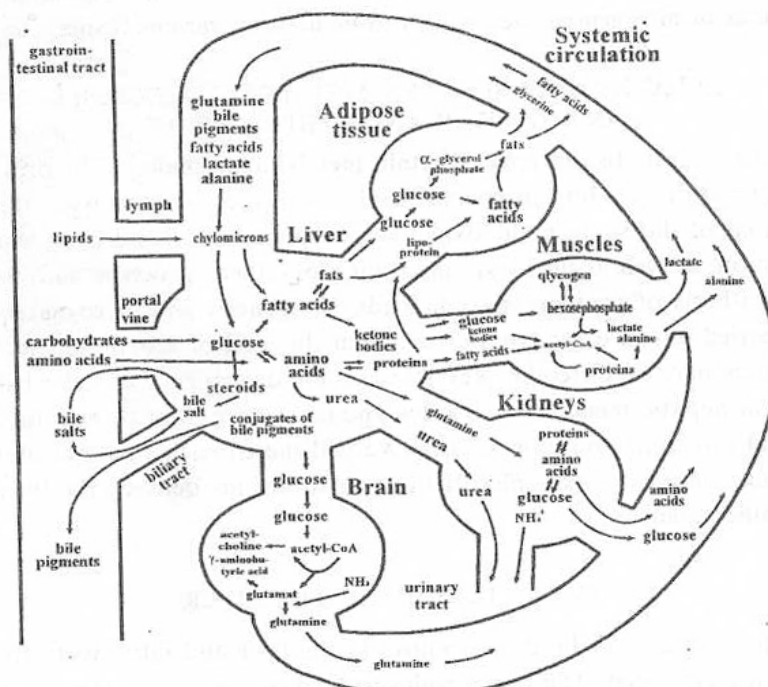 Systemic
circulation
gastroin-
testinal tract
glutamine
bile
pigments
fatty acids
lactate
alanine
Adipose
tissue
fatty acids
glycerine
fats
α-glycerol
phosphate
glucose
glucose
fatty
acids
lymph
lipids
chylomicrons
Liver
lipo-
protein
fats
Muscles
lactate
alanine
qlycogen
hexosephosphate
glucose
ketone
bodies
lactate
alanine
acetyl-CoA
fatty acids
proteins
portal
vine
fatty acids
ketone
bodies
carbohydrates
glucose
amino acids
amino
acids
proteins
steroids
bile
salt
urea
bile
salts
conjugates of
bile pigments
glutamine
Kidneys
urea
proteins
amino
acids
glucose
NH₄⁺
urea
amino
acids
glucose
biliary
tract
bile
pigments
glucose
Brain
glucose
acetyl-
choline
acetyl-CoA
γ-aminobu-
tyric acid
glutamat
NH₃
glutamine
urinary
tract
glutamine